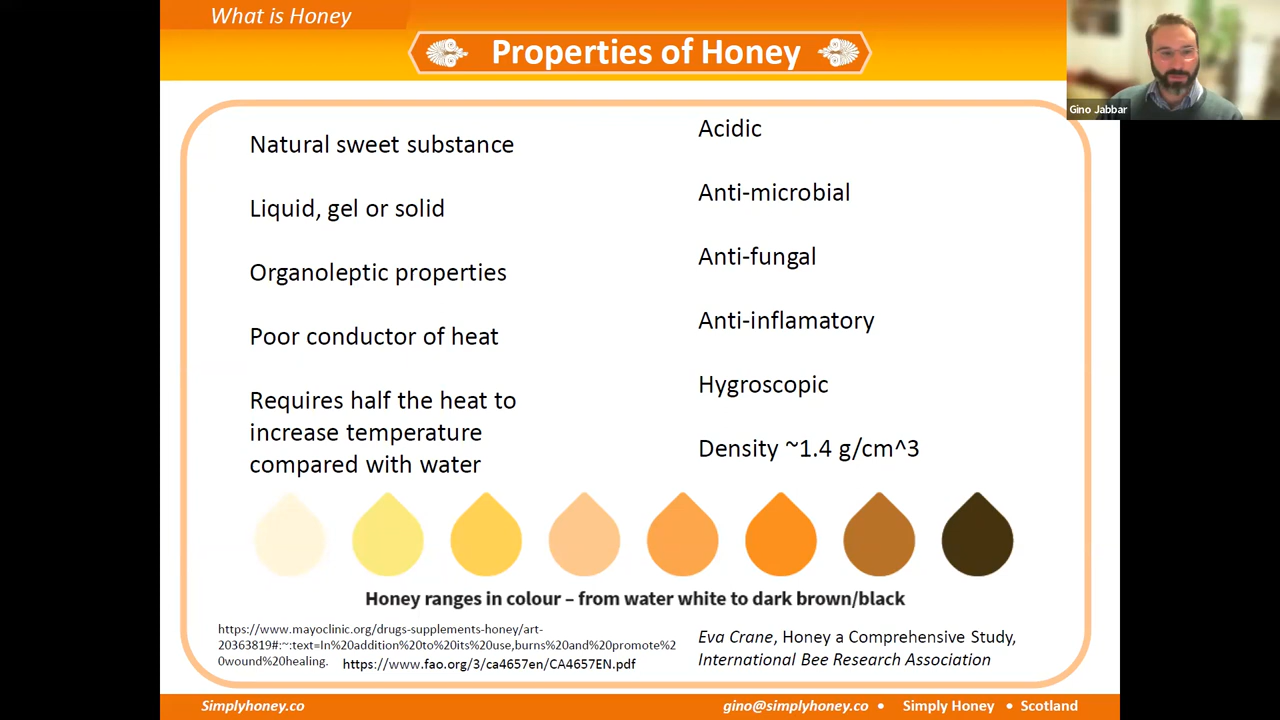 What is Honey
Properties of Honey
Gino Jabbar
Natural sweet substance
Liquid, gel or solid
Organoleptic properties
Poor conductor of heat
Requires half the heat to
increase temperature
compared with water
Acidic
Anti-microbial
Anti-fungal
Anti-inflamatory
Hygroscopic
Density ~1.4 g/cm^3
Honey ranges in colour – from water white to dark brown/black
https://www.mayoclinic.org/drugs-supplements-honey/art-
20363819#:~:text=In%20addition%20to%20its%20use,burns%20and%20promote%2
0wound%20healing. https://www.fao.org/3/ca4657en/CA4657EN.pdf
Eva Crane, Honey a Comprehensive Study,
International Bee Research Association
Simplyhoney.co
gino@simplyhoney.co • Simply Honey • Scotland